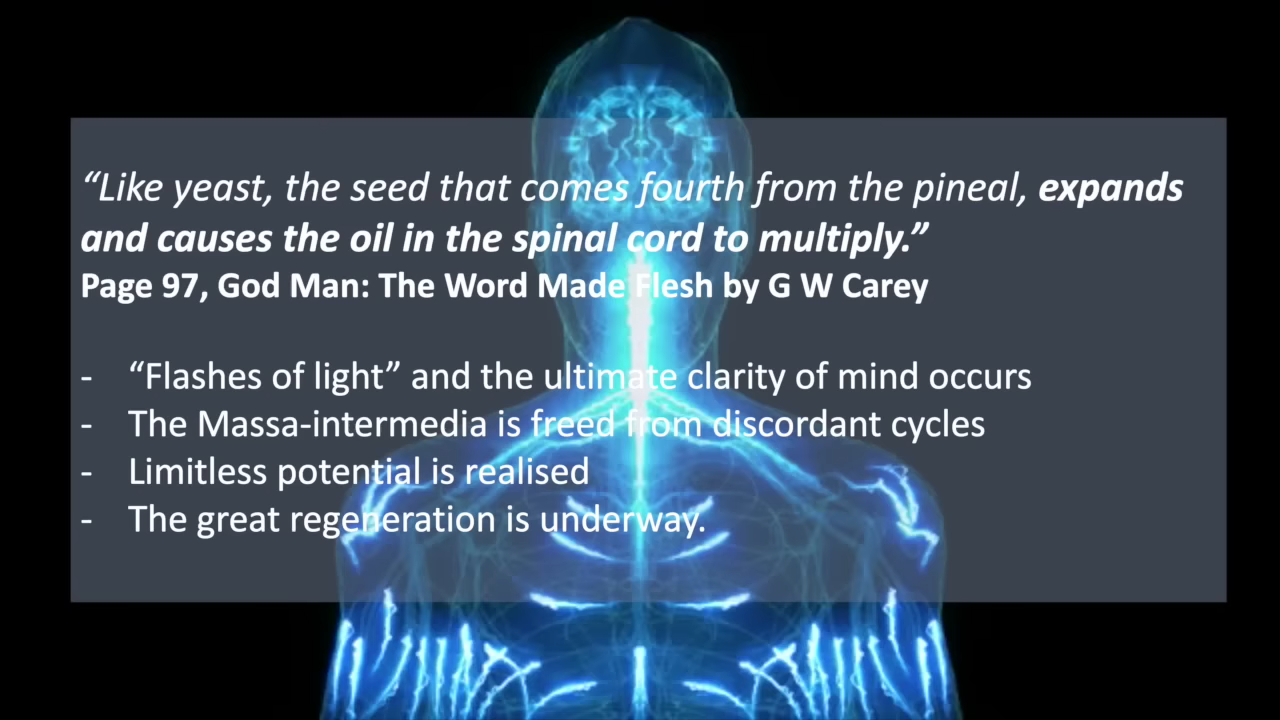 “Like yeast, the seed that comes fourth from the pineal, expands
and causes the oil in the spinal cord to multiply.”
Page 97, God Man: The Word Made Flesh by G W Carey
- “Flashes of light” and the ultimate clarity of mind occurs
- The Massa-intermedia is freed from discordant cycles
- Limitless potential is realised
- The great regeneration is underway.